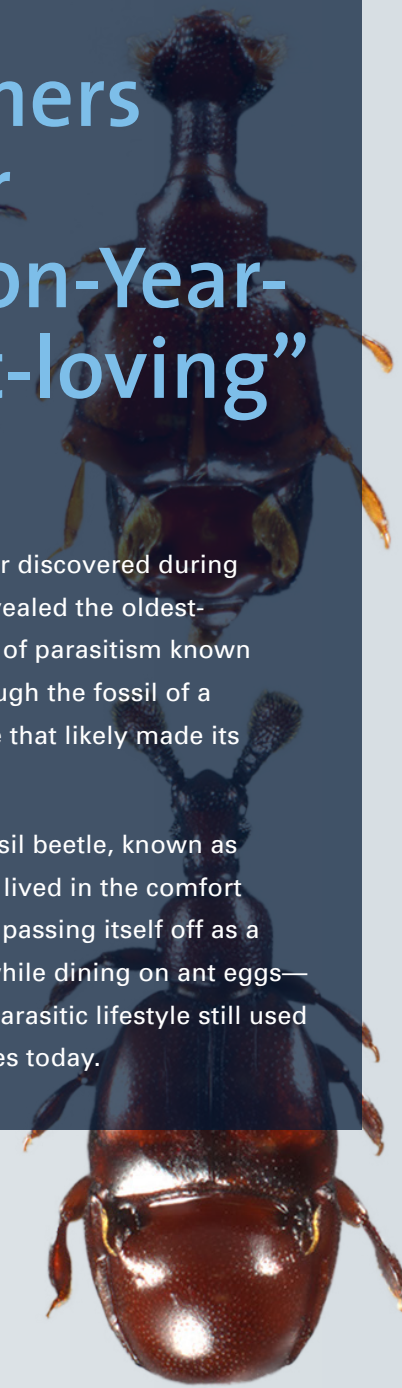 ners
r
on-Year-
t-loving”
r discovered during
vealed the oldest-
of parasitism known
ugh the fossil of a
e that likely made its
sil beetle, known as
lived in the comfort
passing itself off as a
while dining on ant eggs—
arasitic lifestyle still used
es today.